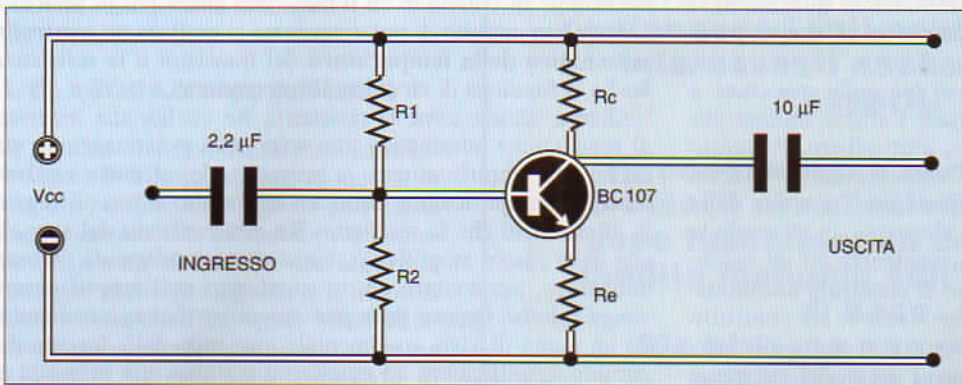 R1
Rc
2,2 µF
10 µF
+
Vcc
BC 107
−
INGRESSO
R2
Re
USCITA